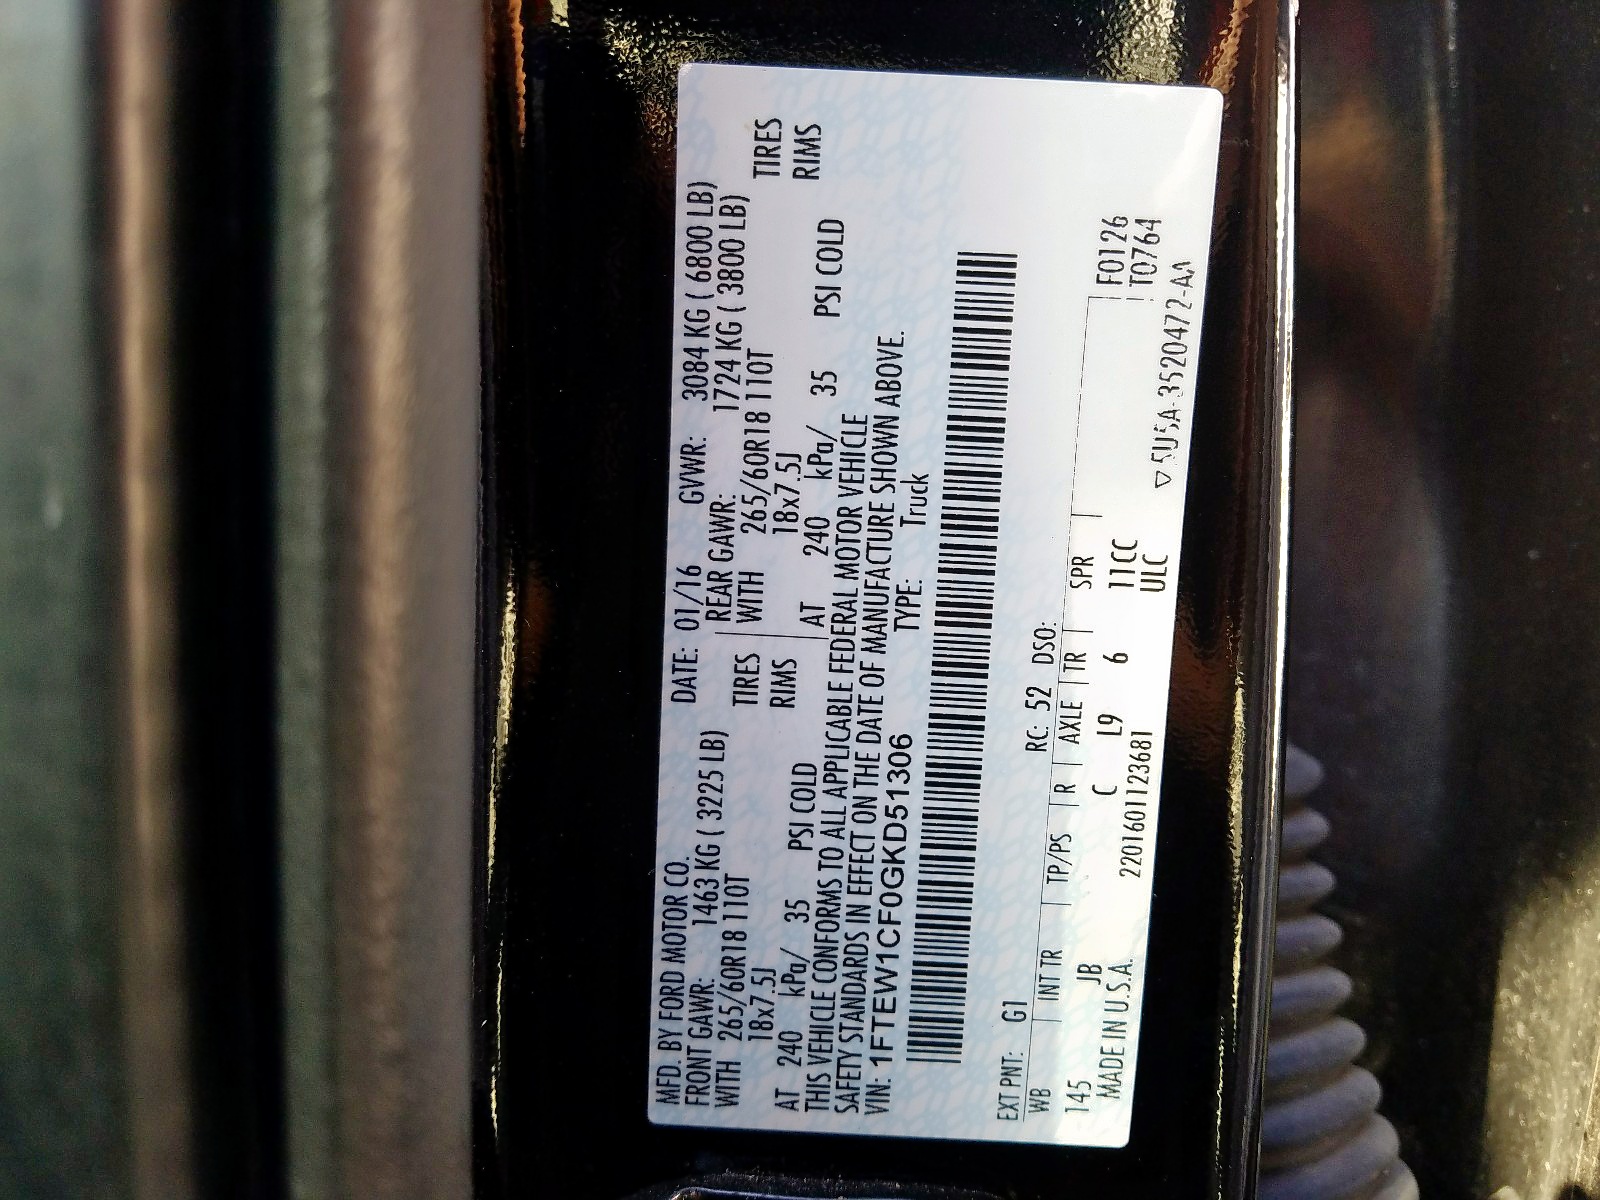 MFD. BY FORD MOTOR CO.   DATE: 01/16   GVWR: 3084 KG ( 6800 LB)
FRONT GAWR: 1463 KG ( 3225 LB)   REAR GAWR: 1724 KG ( 3800 LB)
WITH 265/60R18 110T TIRES   WITH 265/60R18 110T TIRES
18x7.5J RIMS   18x7.5J RIMS
AT 240 kPa/ 35 PSI COLD   AT 240 kPa/ 35 PSI COLD
THIS VEHICLE CONFORMS TO ALL APPLICABLE FEDERAL MOTOR VEHICLE
SAFETY STANDARDS IN EFFECT ON THE DATE OF MANUFACTURE SHOWN ABOVE.
VIN: 1FTEW1CF0GKD51306   TYPE: Truck
EXT PNT: G1   RC: 52 DSO:
WB | INT TR | TP/PS | R | AXLE | TR | SPR
F0126
145 JB C L9 6 11CC
T0764
MADE IN U.S.A. 2201601123681 ULC
▽5U5A-3520472-AA